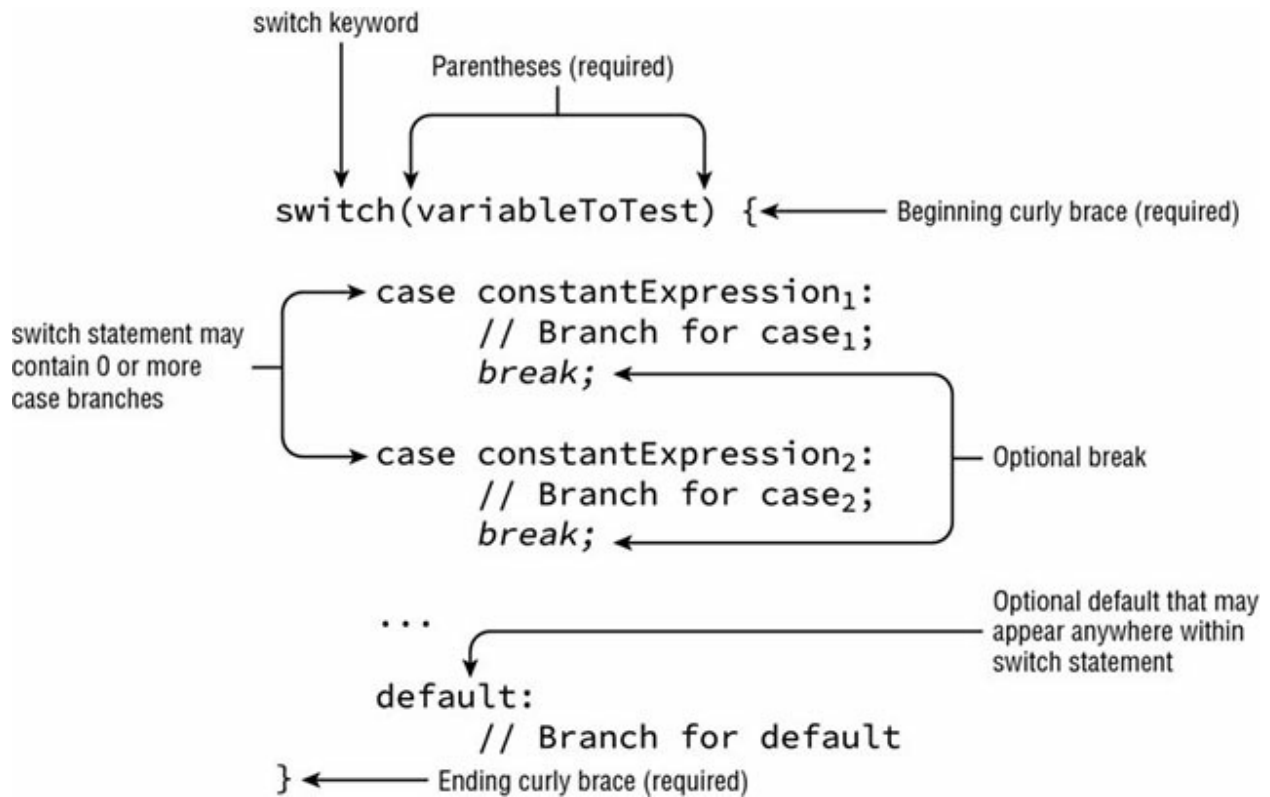 switch keyword
Parentheses (required)
switch(variableToTest) {
Beginning curly brace (required)
case constantExpression₁:
// Branch for case₁;
break;
switch statement may
contain 0 or more
case branches
case constantExpression₂:
// Branch for case₂;
break;
Optional break
...
Optional default that may
appear anywhere within
switch statement
default:
// Branch for default
}
Ending curly brace (required)